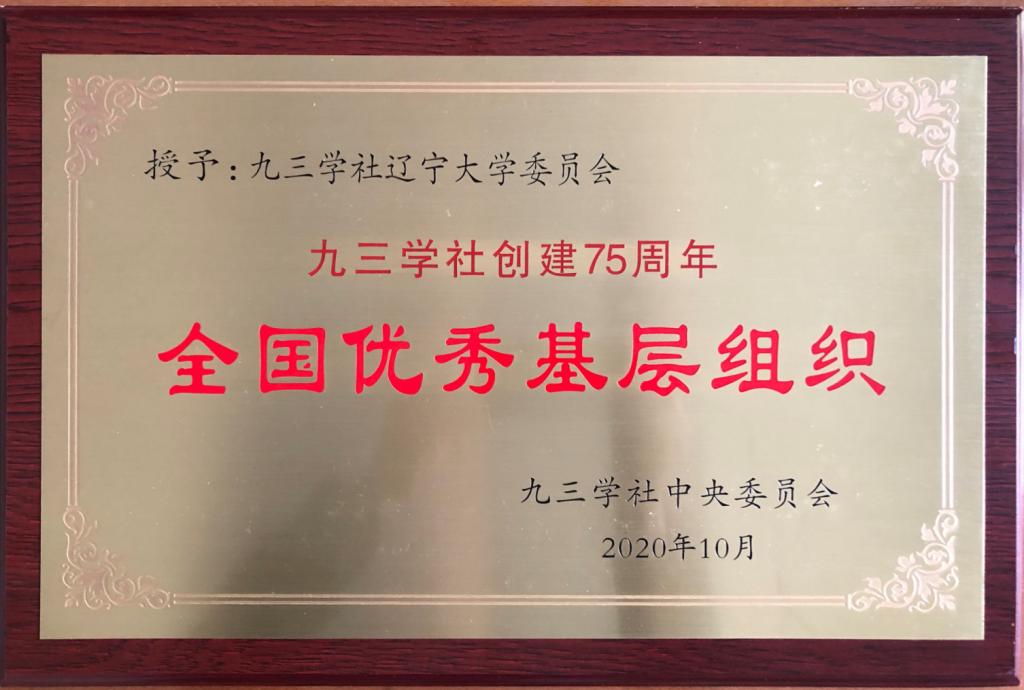 授予：九三学社辽宁大学委员会
九三学社创建75周年
全国优秀基层组织
九三学社中央委员会
2020年10月